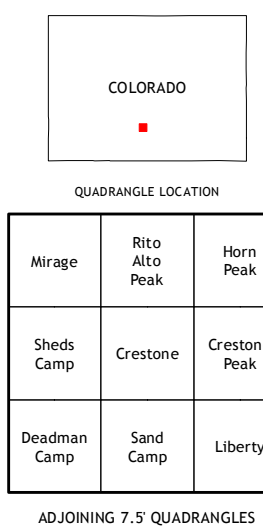 COLORADO
QUADRANGLE LOCATION
Mirage
Rito
Alto
Peak
Horn
Peak
Sheds
Camp
Crestone
Creston
Peak
Deadman
Camp
Sand
Camp
Liberty
ADJOINING 7.5' QUADRANGLES